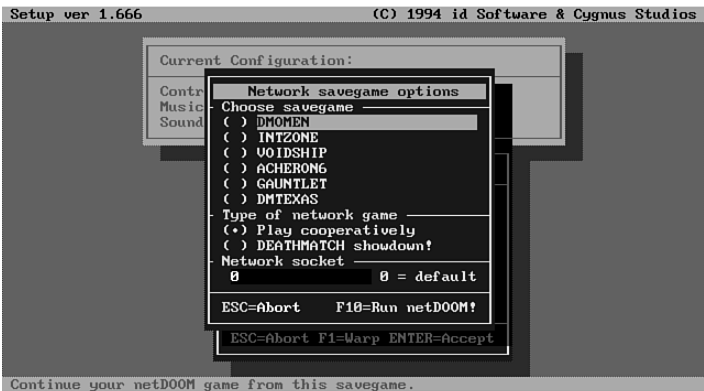 Setup ver 1.666 (C) 1994 id Software & Cygnus Studios
Current Configuration:
Contr
Music
Sound
Network savegame options
Choose savegame
( ) DMOMEN
( ) INTZONE
( ) VOIDSHIP
( ) ACHERON6
( ) GAUNTLET
( ) DMTEXAS
Type of network game
(•) Play cooperatively
( ) DEATHMATCH showdown!
Network socket
0 0 = default
ESC=Abort F10=Run netDOOM!
ESC=Abort F1=Warp ENTER=Accept
Continue your netDOOM game from this savegame.